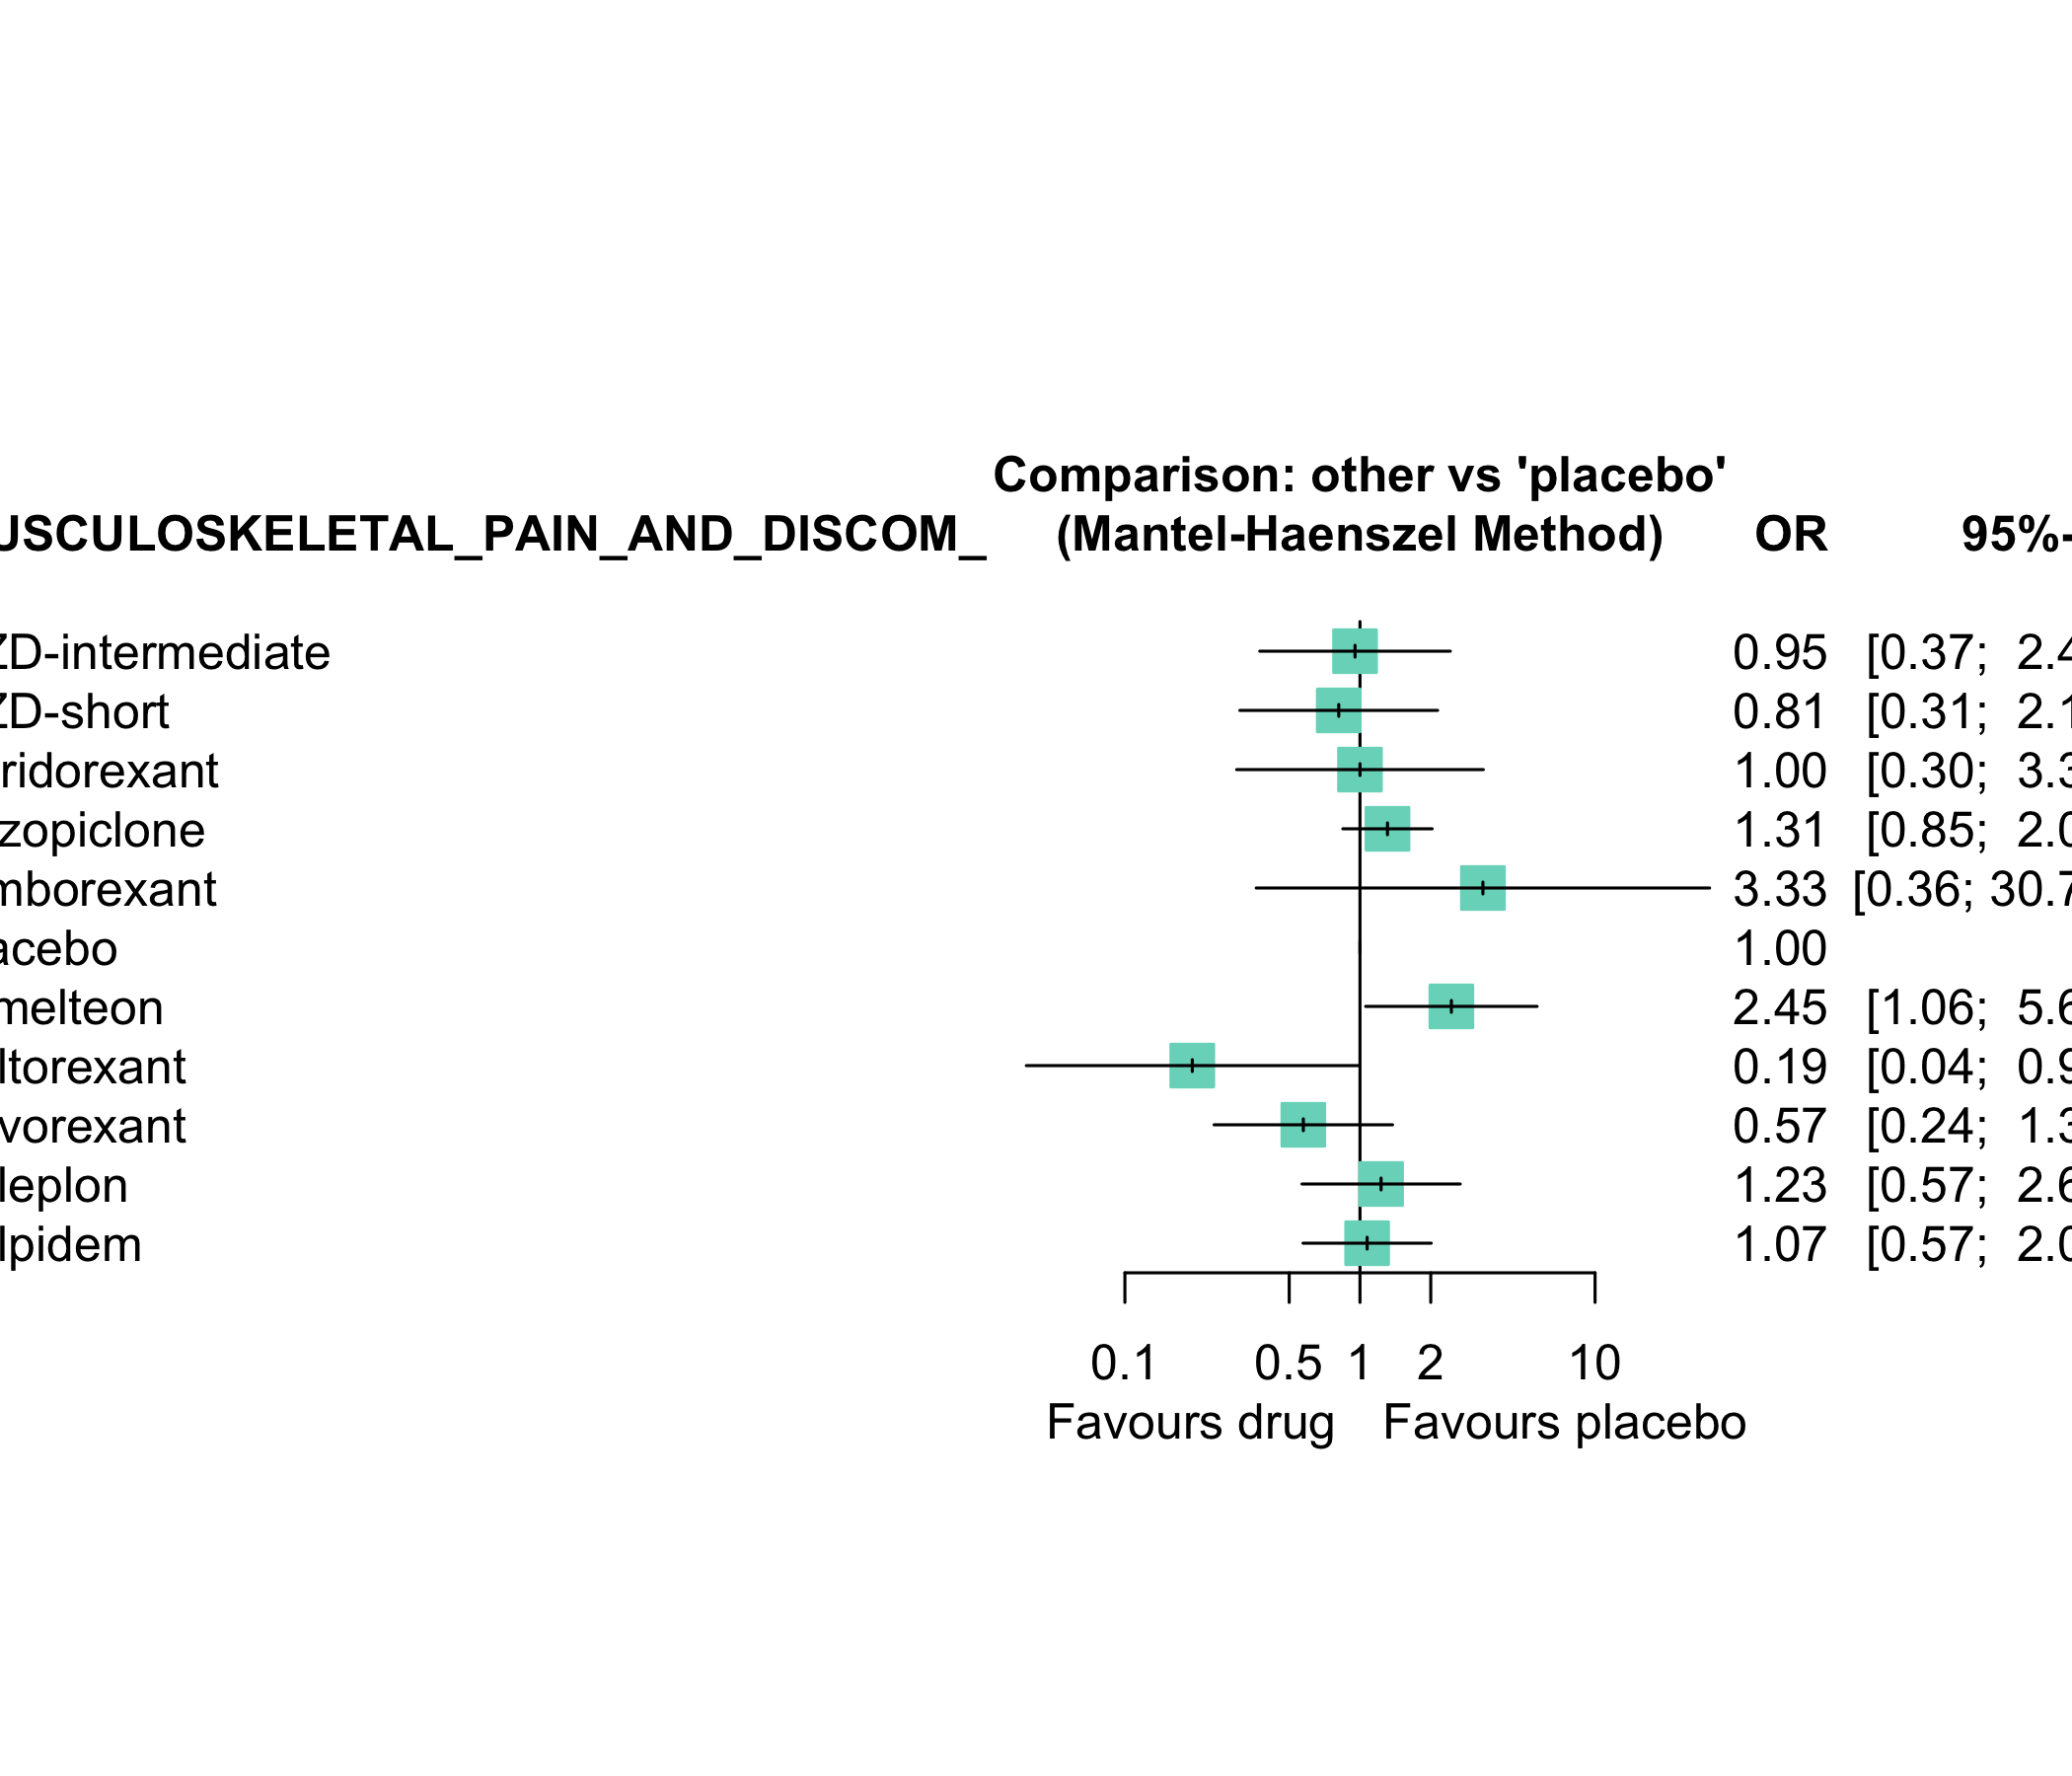 Comparison: other vs 'placebo'
USCULOSKELETAL_PAIN_AND_DISCOM_ (Mantel-Haenszel Method) OR 95%-
ZD-intermediate 0.95 [0.37; 2.4
ZD-short 0.81 [0.31; 2.1
ridorexant 1.00 [0.30; 3.3
zopiclone 1.31 [0.85; 2.0
mborexant 3.33 [0.36; 30.7
acebo 1.00
melteon 2.45 [1.06; 5.6
ltorexant 0.19 [0.04; 0.9
vorexant 0.57 [0.24; 1.3
leplon 1.23 [0.57; 2.6
lpidem 1.07 [0.57; 2.0
0.1 0.5 1 2 10
Favours drug Favours placebo